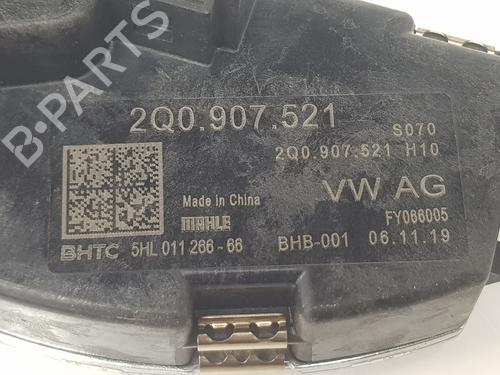 B-Parts
2Q0.907.521
S070
2Q0.907.521 H10
Made in China
VW AG
MAHLE
FY066005
BHTC 5HL 011 266-66 BHB-001 06.11.19